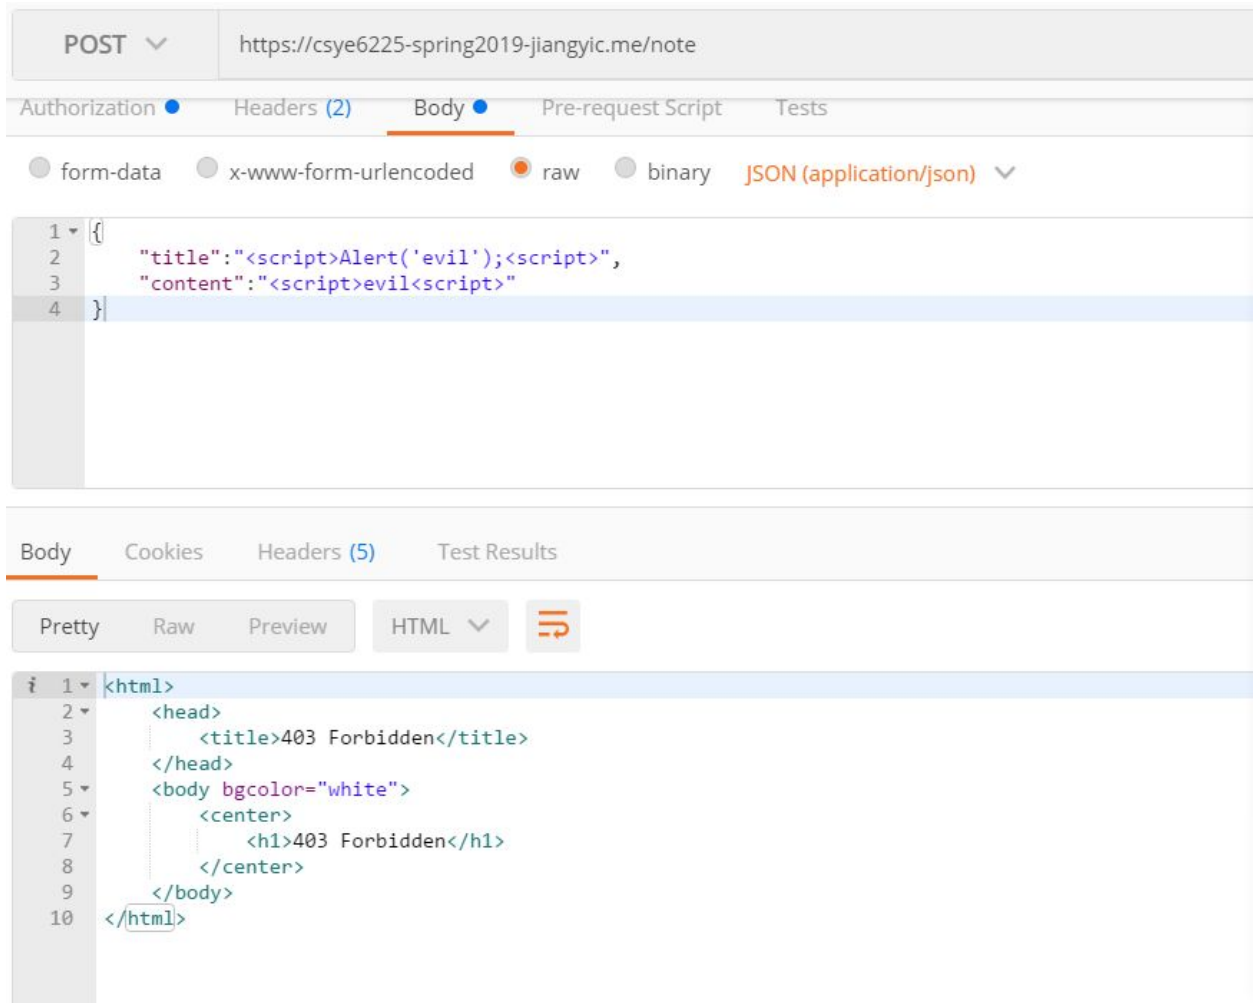 POST https://csye6225-spring2019-jiangyic.me/note
Authorization Headers (2) Body Pre-request Script Tests
form-data x-www-form-urlencoded raw binary JSON (application/json)
1 {
2 "title":"<script>Alert('evil');<script>",
3 "content":"<script>evil<script>"
4 }
Body Cookies Headers (5) Test Results
Pretty Raw Preview HTML
i 1 <html>
2 <head>
3 <title>403 Forbidden</title>
4 </head>
5 <body bgcolor="white">
6 <center>
7 <h1>403 Forbidden</h1>
8 </center>
9 </body>
10 </html>